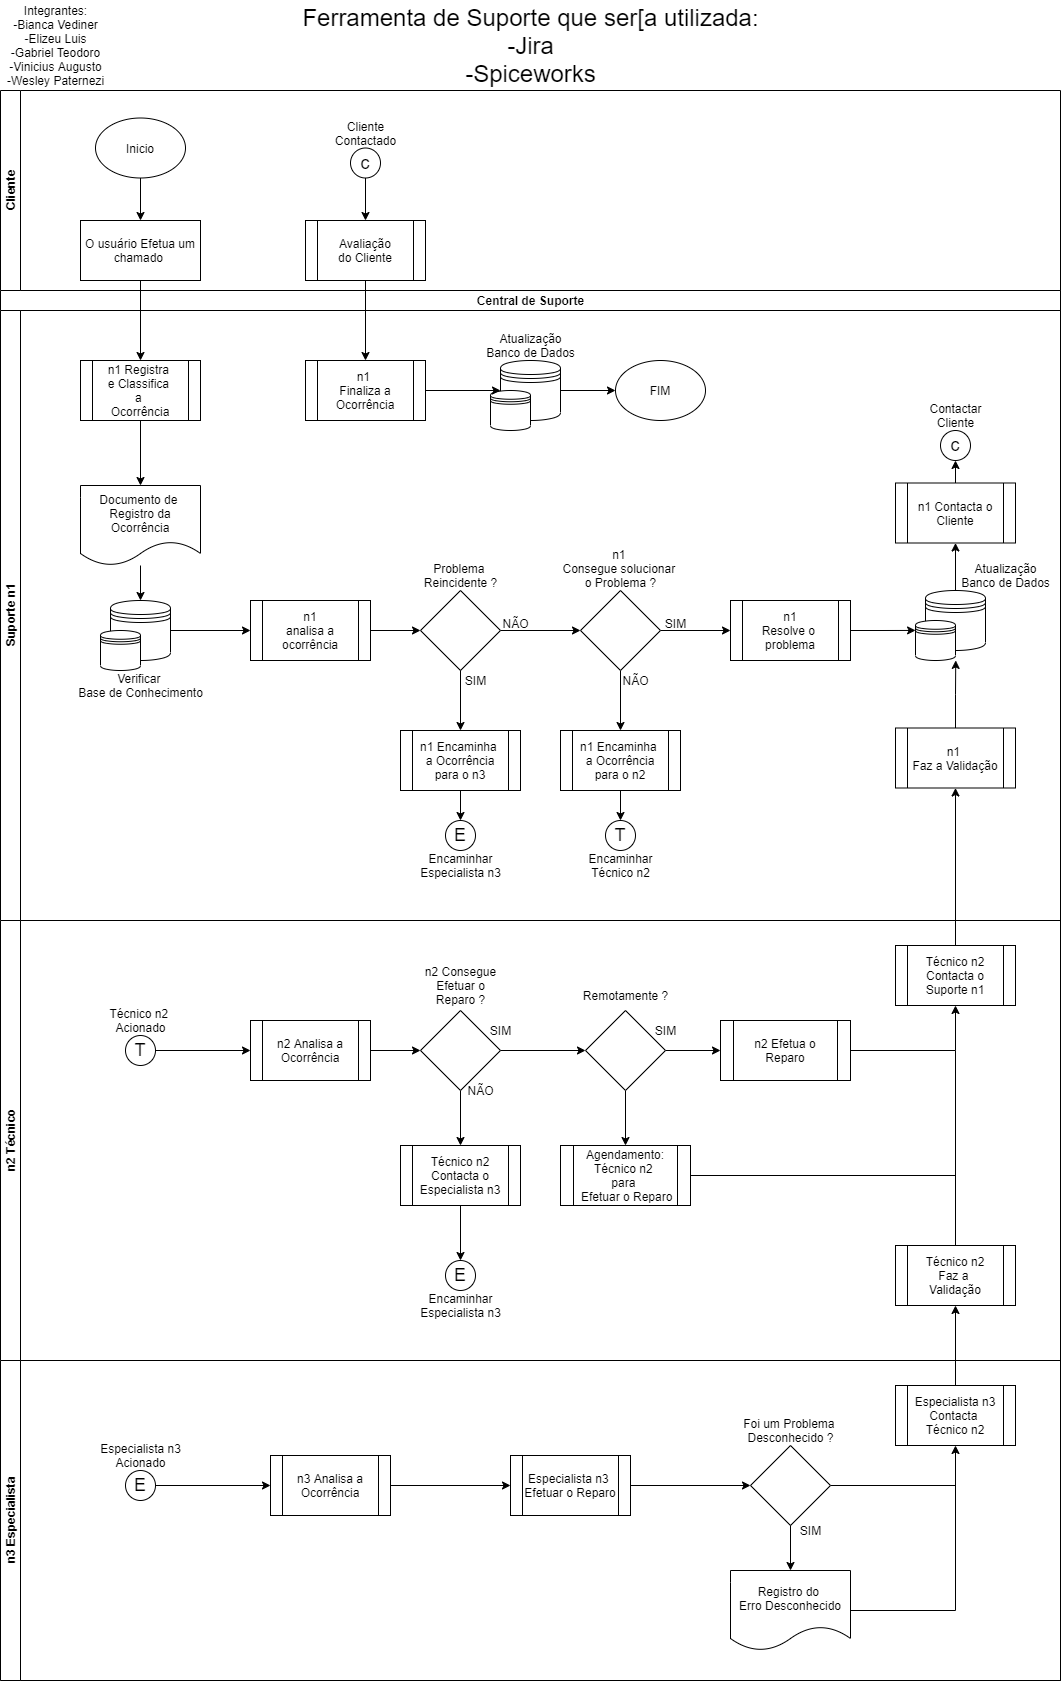 Integrantes:
-Bianca Vediner
-Elizeu Luis
-Gabriel Teodoro
-Vinicius Augusto
-Wesley Paternezi
Ferramenta de Suporte que ser[a utilizada:
-Jira
-Spiceworks
Cliente
Inicio
Cliente
Contactado
C
O usuário Efetua um
chamado
Avaliação
do Cliente
Central de Suporte
Suporte n1
n1 Registra
e Classifica
a
Ocorrência
n1
Finaliza a
Ocorrência
Atualização
Banco de Dados
FIM
Contactar
Cliente
C
n1 Contacta o
Cliente
Documento de
Registro da
Ocorrência
Verificar
Base de Conhecimento
n1
analisa a
ocorrência
Problema
Reincidente ?
NÃO
SIM
n1
Consegue solucionar
o Problema ?
SIM
NÃO
n1
Resolve o
problema
Atualização
Banco de Dados
n1 Encaminha
a Ocorrência
para o n3
n1 Encaminha
a Ocorrência
para o n2
n1
Faz a Validação
E
Encaminhar
Especialista n3
T
Encaminhar
Técnico n2
n2 Técnico
Técnico n2
Contacta o
Suporte n1
Técnico n2
Acionado
T
n2 Analisa a
Ocorrência
n2 Consegue
Efetuar o
Reparo ?
SIM
NÃO
Remotamente ?
SIM
n2 Efetua o
Reparo
Técnico n2
Contacta o
Especialista n3
Agendamento:
Técnico n2
para
Efetuar o Reparo
E
Encaminhar
Especialista n3
Técnico n2
Faz a
Validação
n3 Especialista
Especialista n3
Contacta
Técnico n2
Especialista n3
Acionado
E
n3 Analisa a
Ocorrência
Especialista n3
Efetuar o Reparo
Foi um Problema
Desconhecido ?
SIM
Registro do
Erro Desconhecido